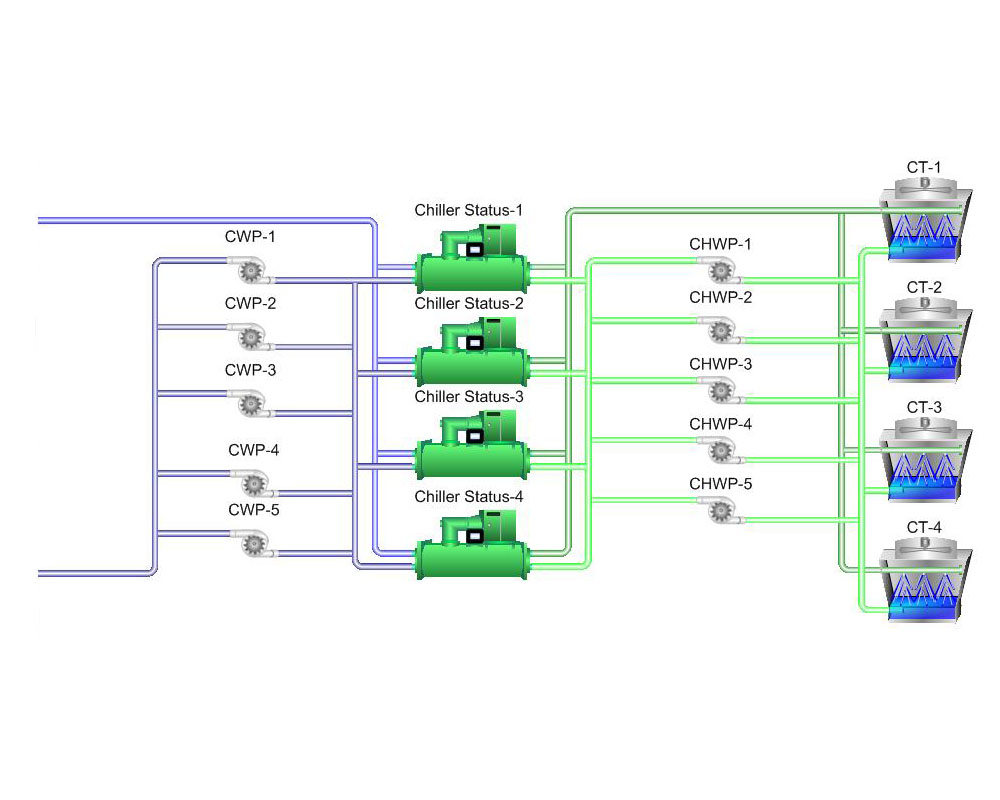 CT-1
Chiller Status-1
CWP-1
CHWP-1
CT-2
Chiller Status-2
CWP-2
CHWP-2
CWP-3
CHWP-3
Chiller Status-3
CT-3
CWP-4
CHWP-4
Chiller Status-4
CHWP-5
CWP-5
CT-4